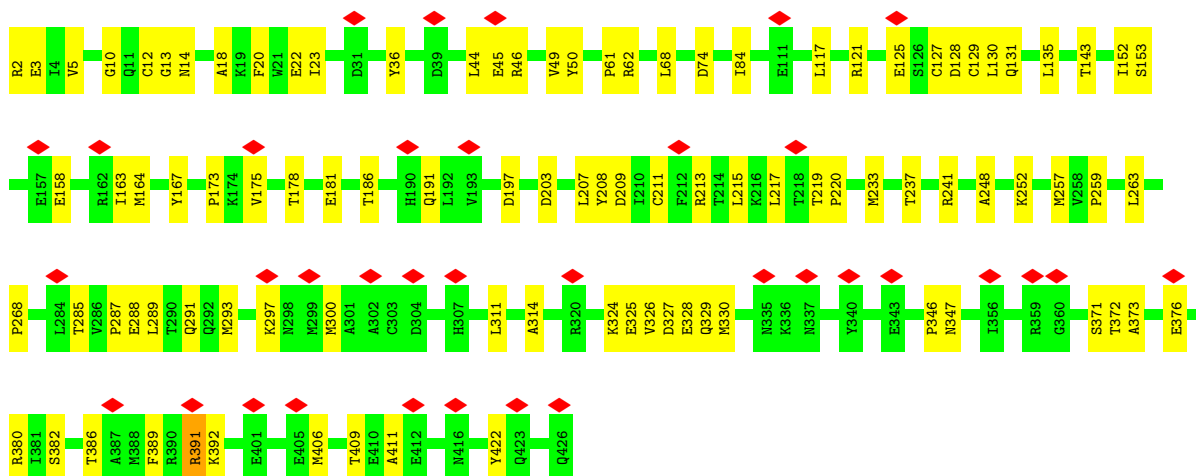 R2 E3 I4 V5 G10 Q11 C12 G13 N14 A18 K19 F20 W21 E22 I23 D31 Y36 D39 L44 E45 R46 V49 Y50 P61 R62 L68 D74 I84 E111 L117 R121 E125 S126 C127 D128 C129 L130 Q131 L135 T143 I152 S153
E157 E158 R162 I163 M164 Y167 P173 K174 V175 T178 E181 T186 H190 Q191 L192 V193 D197 D203 L207 Y208 D209 I210 C211 F212 R213 T214 L215 K216 L217 T218 T219 P220 M233 T237 R241 A248 K252 M257 V258 P259 L263
P268 L284 T285 V286 P287 E288 L289 T290 Q291 Q292 M293 K297 N298 M299 M300 A301 A302 C303 D304 H307 L311 A314 R320 K324 E325 V326 D327 E328 Q329 M330 N335 K336 N337 Y340 E343 P346 N347 I356 R359 G360 S371 T372 A373 E376
R380 I381 S382 T386 A387 M388 F389 R390 R391 K392 E401 E405 M406 T409 E410 A411 E412 N416 Y422 Q423 Q426